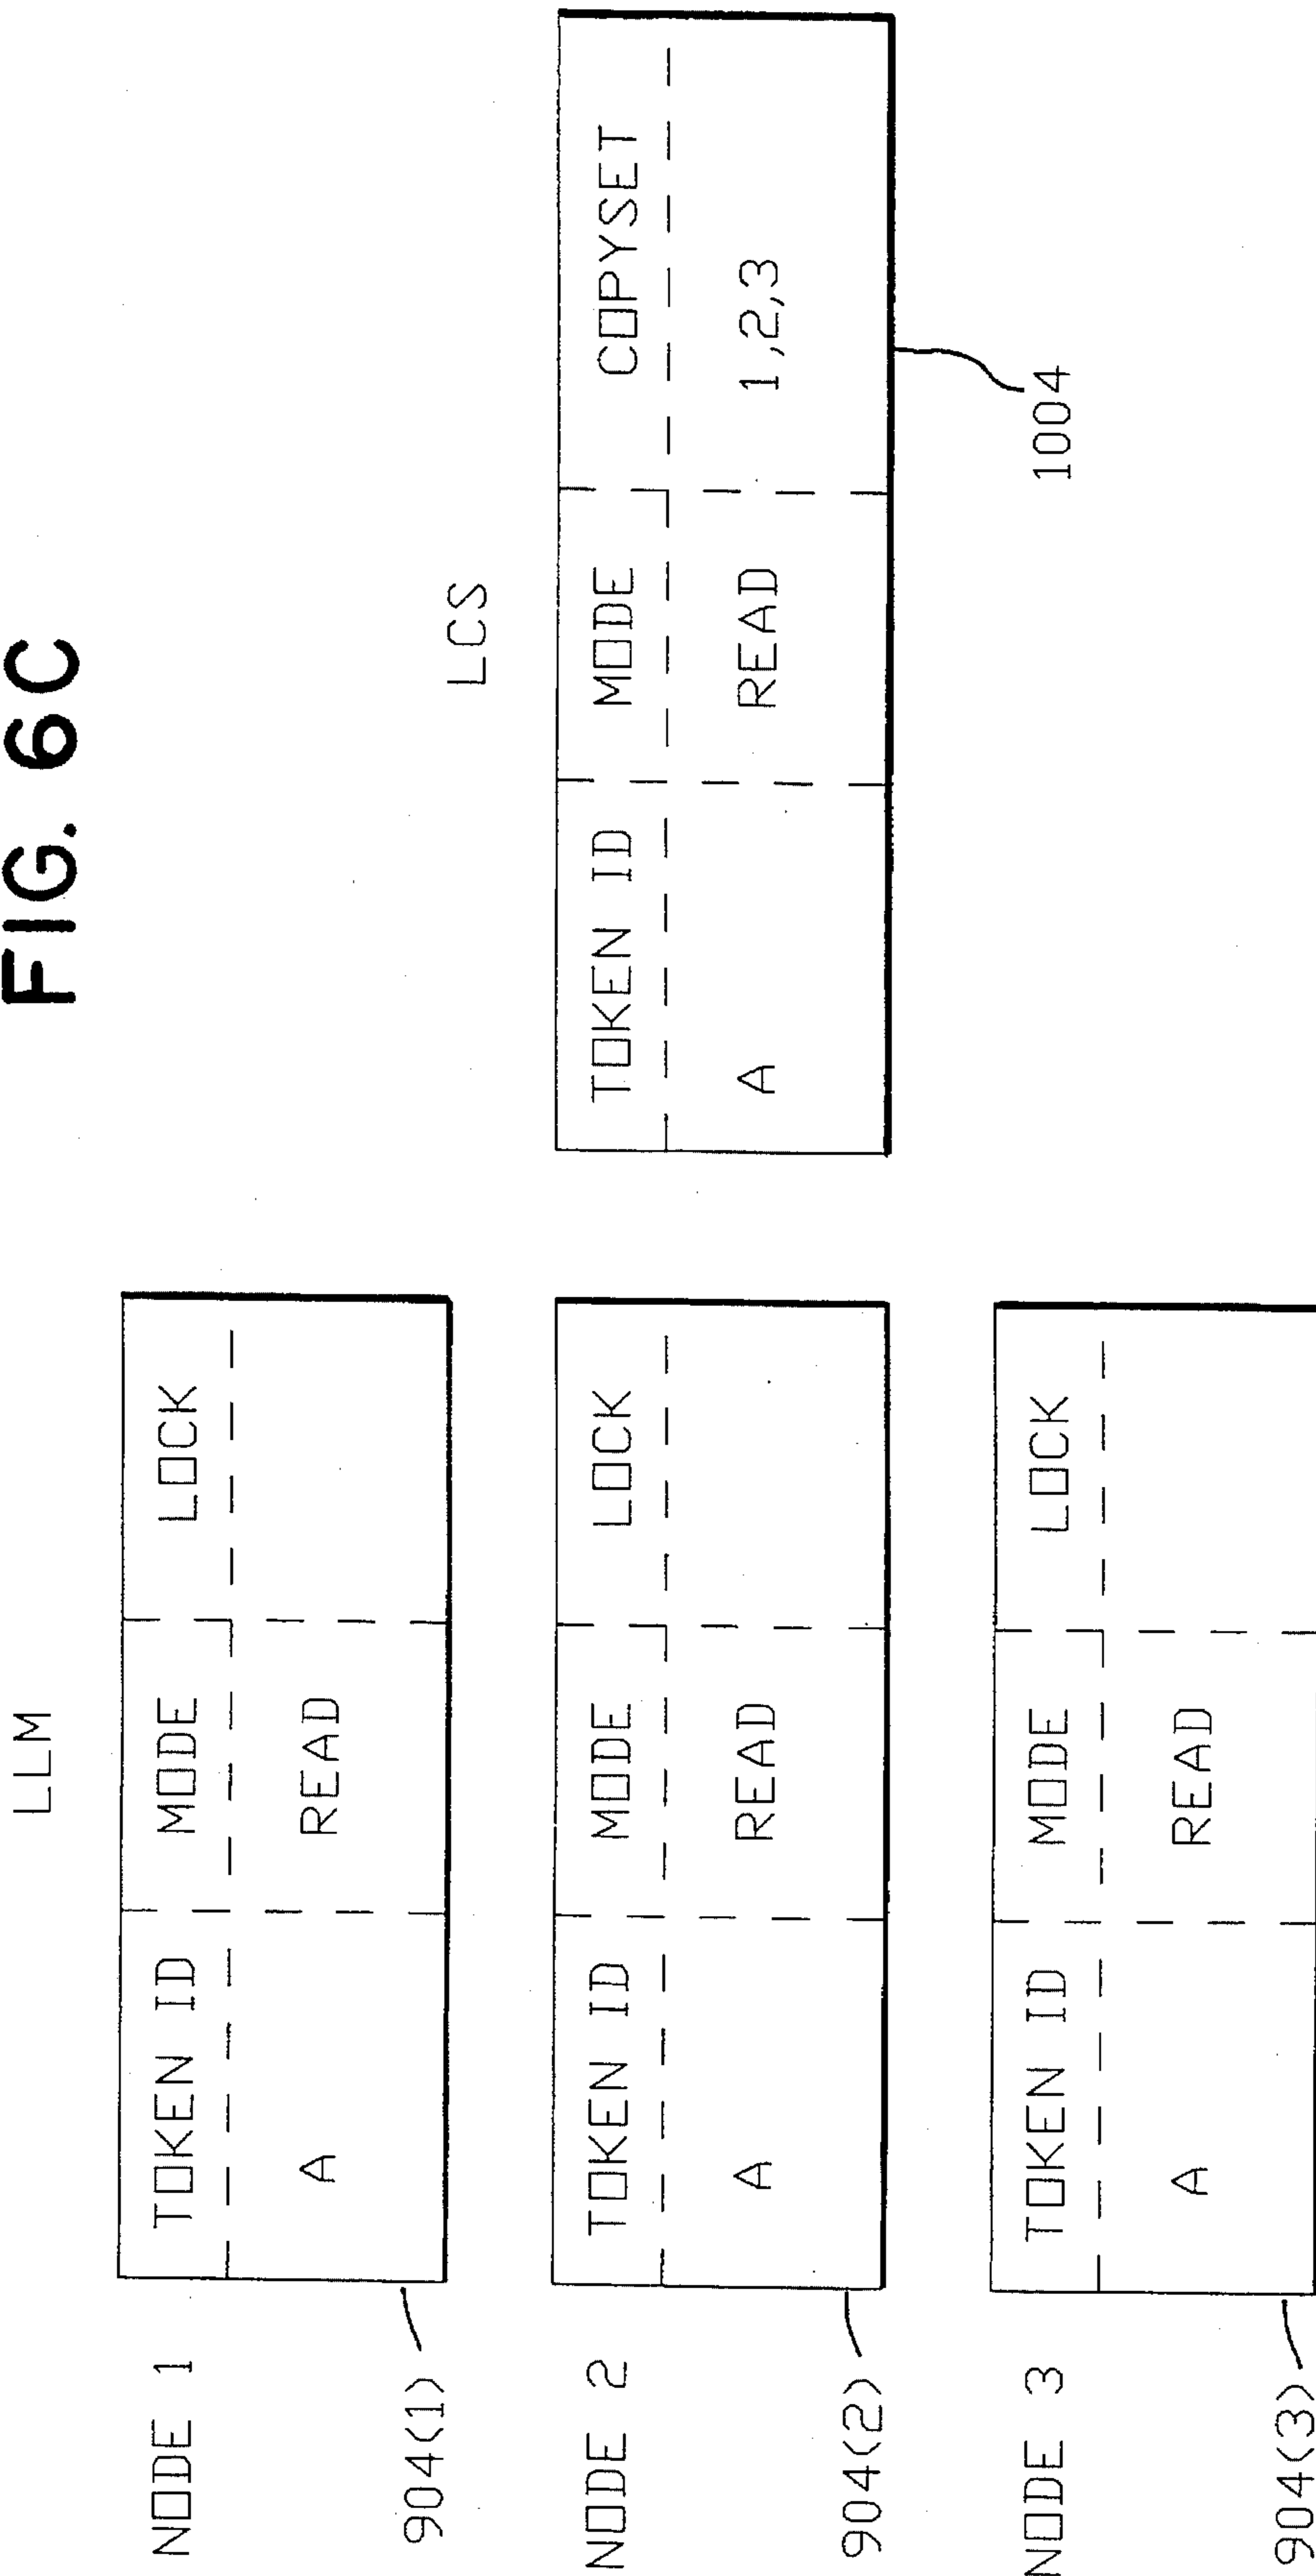 FIG. 6C
LLM
LCS
NODE 1
TOKEN ID MODE LOCK
A READ
904(1)
NODE 2
TOKEN ID MODE LOCK
A READ
904(2)
TOKEN ID MODE COPYSET
A READ 1,2,3
1004
NODE 3
TOKEN ID MODE LOCK
A READ
904(3)